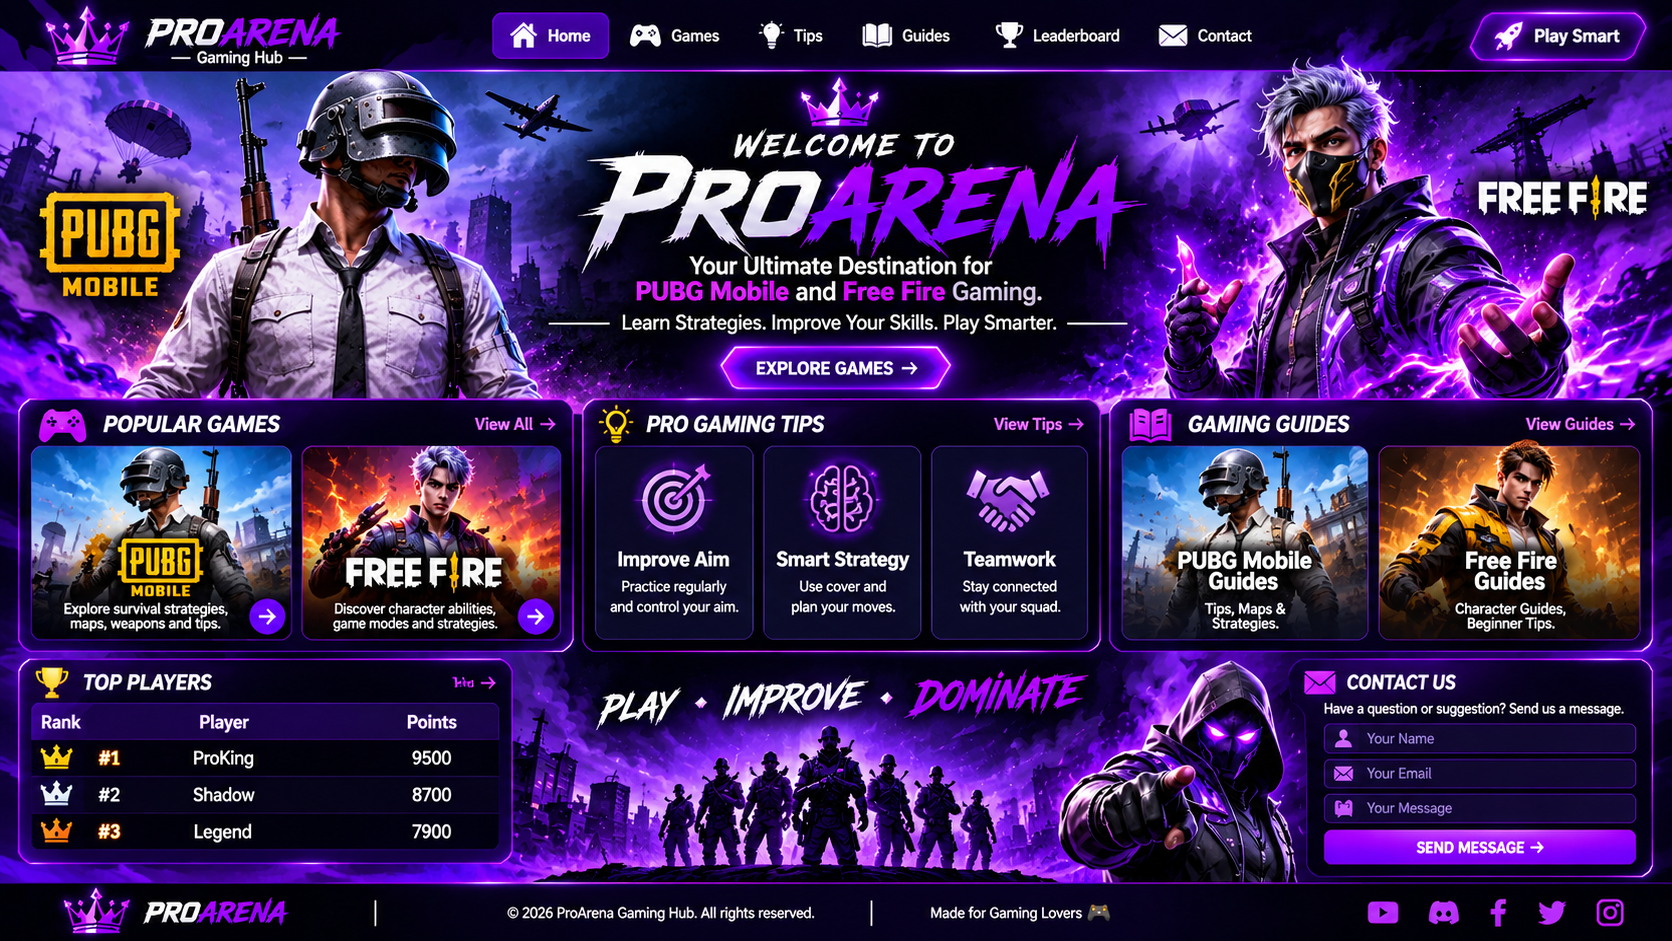 PROARENA
Gaming Hub
Home
Games
Tips
Guides
Leaderboard
Contact
Play Smart
PUBG
MOBILE
WELCOME TO
PROARENA
Your Ultimate Destination for
PUBG Mobile and Free Fire Gaming.
Learn Strategies. Improve Your Skills. Play Smarter.
EXPLORE GAMES →
FREE FIRE
POPULAR GAMES
View All →
PUBG
MOBILE
Explore survival strategies,
maps, weapons and tips.
FREE FIRE
Discover character abilities,
game modes and strategies.
PRO GAMING TIPS
View Tips →
Improve Aim
Practice regularly
and control your aim.
Smart Strategy
Use cover and
plan your moves.
Teamwork
Stay connected
with your squad.
GAMING GUIDES
View Guides →
PUBG Mobile
Guides
Tips, Maps &
Strategies.
Free Fire
Guides
Character Guides,
Beginner Tips.
TOP PLAYERS
Rank Player Points
#1 ProKing 9500
#2 Shadow 8700
#3 Legend 7900
PLAY • IMPROVE • DOMINATE
CONTACT US
Have a question or suggestion? Send us a message.
Your Name
Your Email
Your Message
SEND MESSAGE →
PROARENA
© 2026 ProArena Gaming Hub. All rights reserved.
Made for Gaming Lovers 🎮